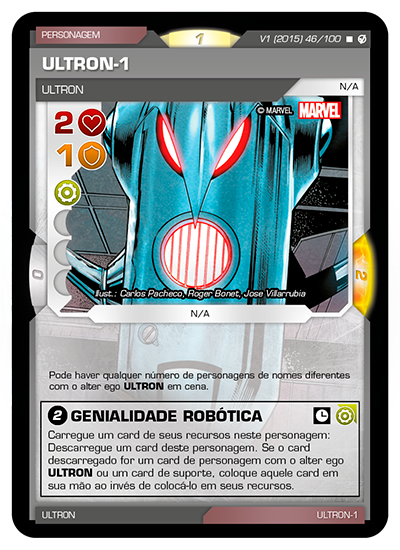 PERSONAGEM
1
V1 (2015) 46/100
ULTRON-1
N/A
ULTRON
© MARVEL MARVEL
2
1
0
2
Ilust.: Carlos Pacheco, Roger Bonet, Jose Villarrubia
N/A
Pode haver qualquer número de personagens de nomes diferentes
com o alter ego ULTRON em cena.
2 GENIALIDADE ROBÓTICA
Carregue um card de seus recursos neste personagem:
Descarregue um card deste personagem. Se o card
descarregado for um card de personagem com o alter ego
ULTRON ou um card de suporte, coloque aquele card em
sua mão ao invés de colocá-lo em seus recursos.
ULTRON
ULTRON-1